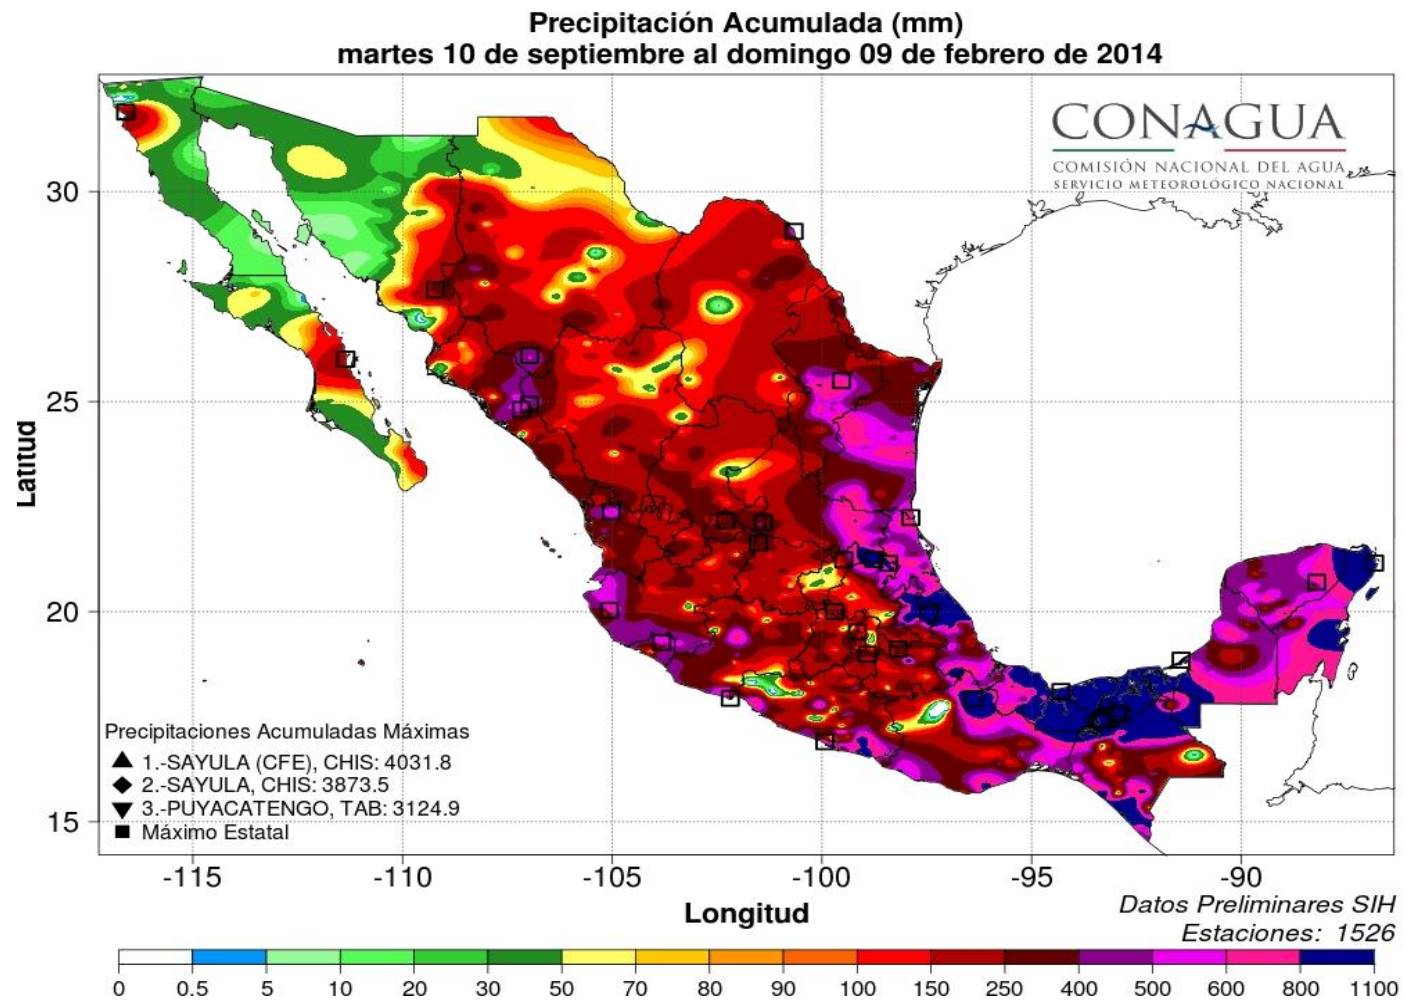 Precipitación Acumulada (mm)
martes 10 de septiembre al domingo 09 de febrero de 2014
CONAGUA
COMISIÓN NACIONAL DEL AGUA
SERVICIO METEOROLÓGICO NACIONAL
30
25
20
15
Latitud
Precipitaciones Acumuladas Máximas
1.-SAYULA (CFE), CHIS: 4031.8
2.-SAYULA, CHIS: 3873.5
3.-PUYACATENGO, TAB: 3124.9
Máximo Estatal
-115 -110 -105 -100 -95 -90
Longitud
Datos Preliminares SIH
Estaciones: 1526
0 0.5 5 10 20 30 50 70 80 90 100 150 250 400 500 600 800 1100